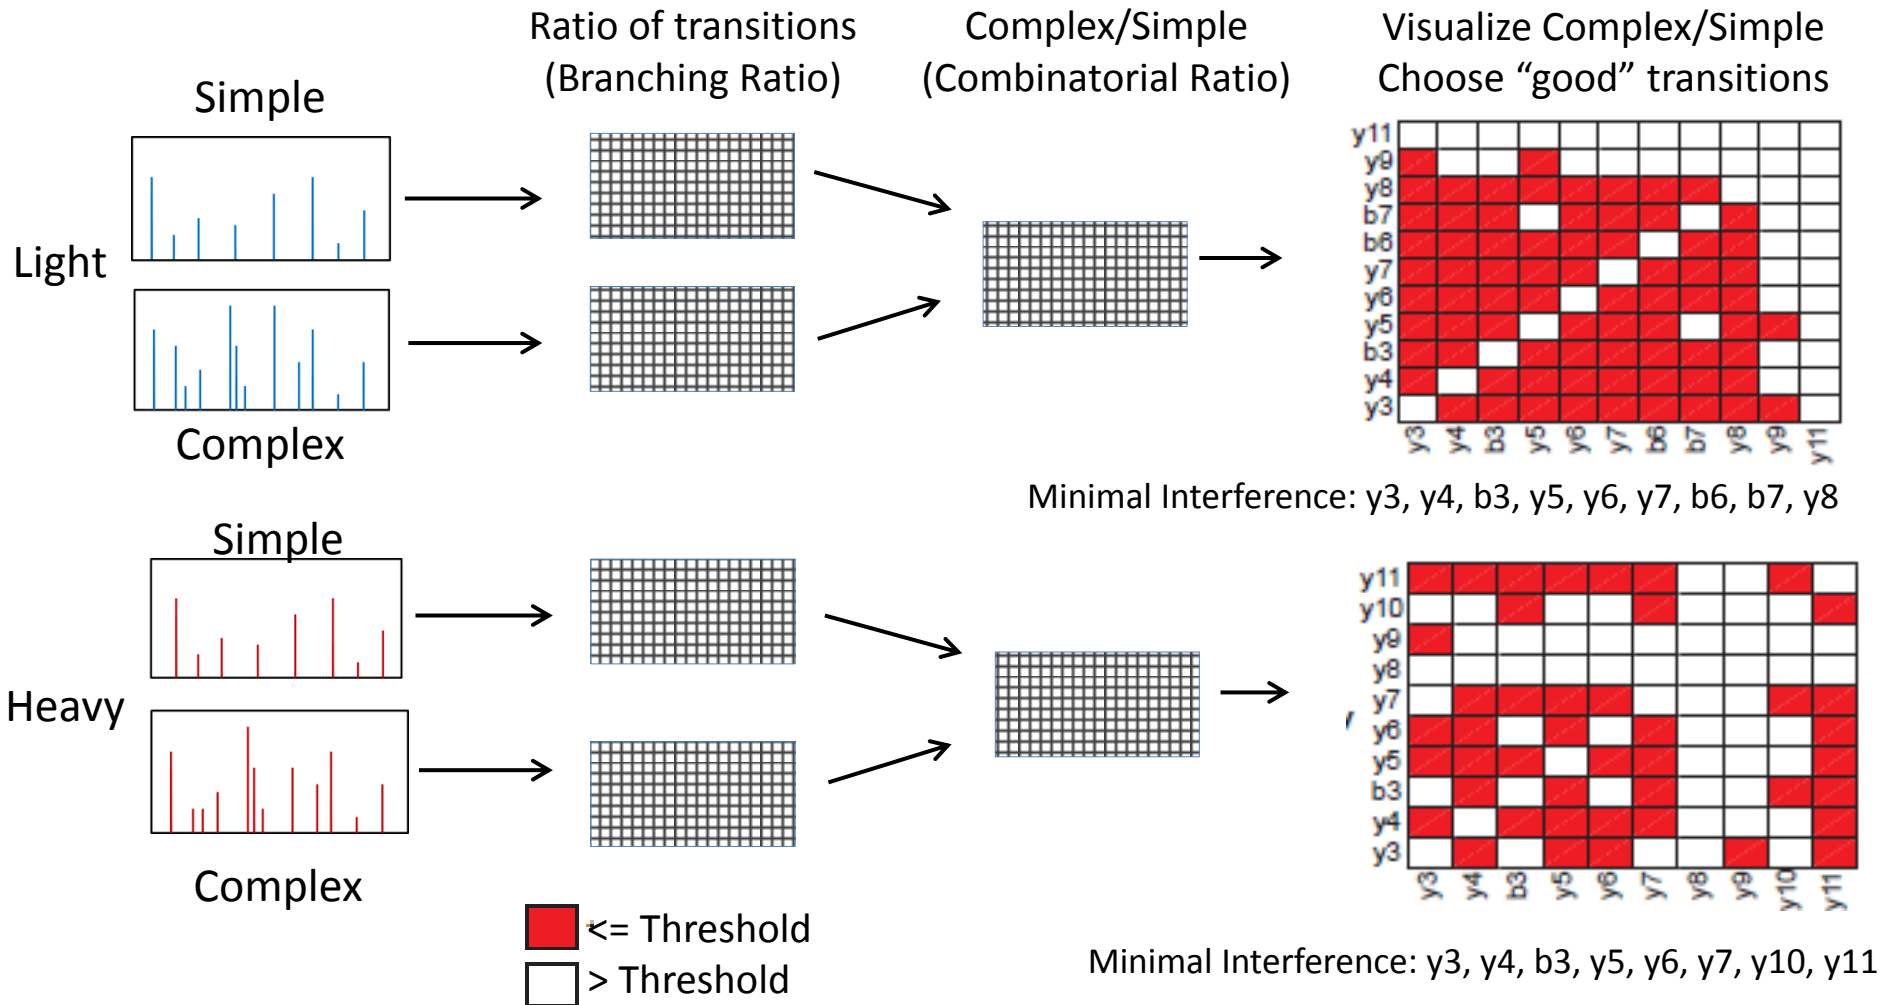 Ratio of transitions
(Branching Ratio)
Complex/Simple
(Combinatorial Ratio)
Visualize Complex/Simple
Choose “good” transitions
Simple
Light
Complex
y11
y9
y8
b7
b6
y7
y6
y5
b3
y4
y3
y3 y4 b3 y5 y6 y7 b6 b7 y8 y9 y11
Minimal Interference: y3, y4, b3, y5, y6, y7, b6, b7, y8
Simple
Heavy
Complex
y11
y10
y9
y8
y7
y6
y5
b3
y4
y3
y3 y4 b3 y5 y6 y7 y8 y9 y10 y11
<= Threshold
> Threshold
Minimal Interference: y3, y4, b3, y5, y6, y7, y10, y11